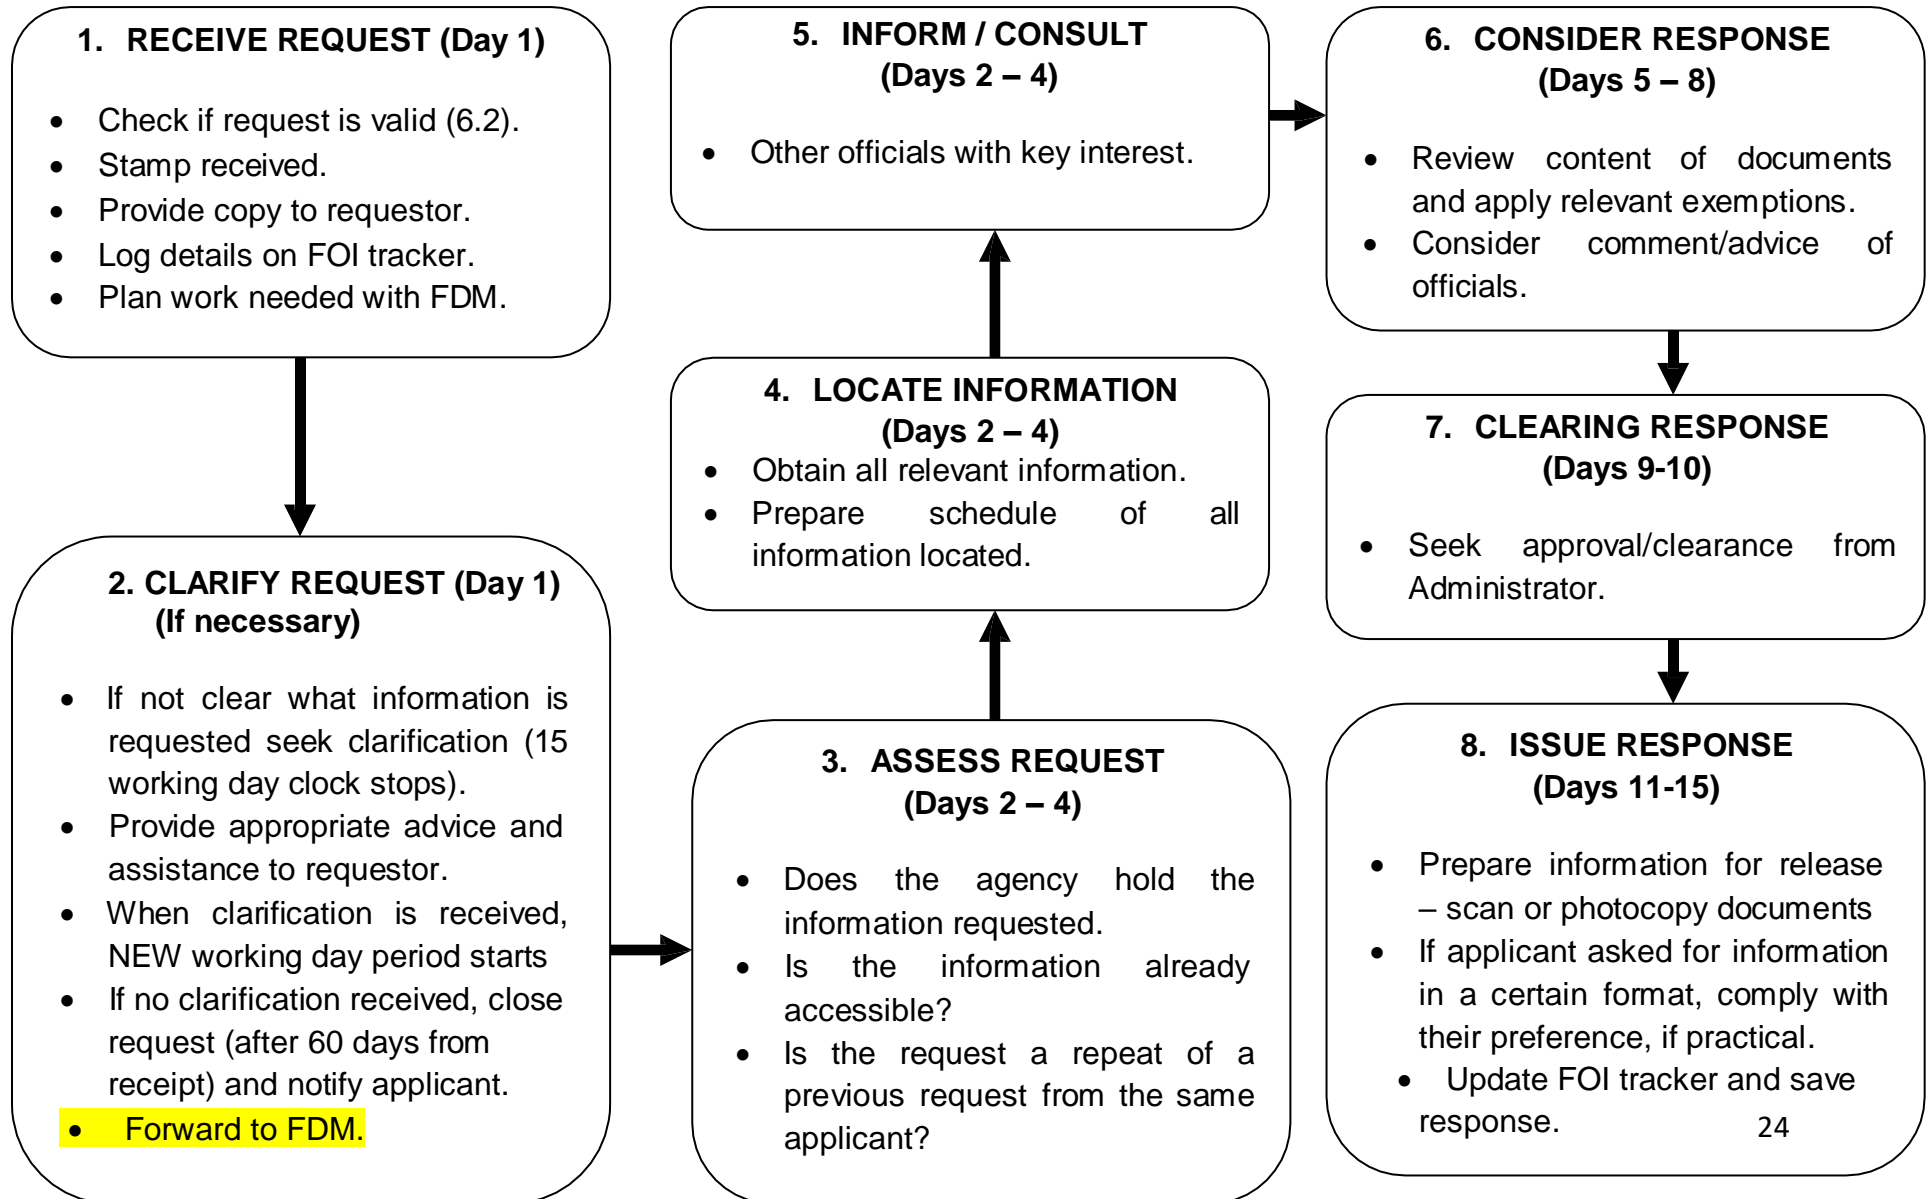 1. RECEIVE REQUEST (Day 1)
• Check if request is valid (6.2).
• Stamp received.
• Provide copy to requestor.
• Log details on FOI tracker.
• Plan work needed with FDM.
2. CLARIFY REQUEST (Day 1)
(If necessary)
• If not clear what information is
requested seek clarification (15
working day clock stops).
• Provide appropriate advice and
assistance to requestor.
• When clarification is received,
NEW working day period starts
• If no clarification received, close
request (after 60 days from
receipt) and notify applicant.
• Forward to FDM.
3. ASSESS REQUEST
(Days 2 – 4)
• Does the agency hold the
information requested.
• Is the information already
accessible?
• Is the request a repeat of a
previous request from the same
applicant?
4. LOCATE INFORMATION
(Days 2 – 4)
• Obtain all relevant information.
• Prepare schedule of all
information located.
5. INFORM / CONSULT
(Days 2 – 4)
• Other officials with key interest.
6. CONSIDER RESPONSE
(Days 5 – 8)
• Review content of documents
and apply relevant exemptions.
• Consider comment/advice of
officials.
7. CLEARING RESPONSE
(Days 9-10)
• Seek approval/clearance from
Administrator.
8. ISSUE RESPONSE
(Days 11-15)
• Prepare information for release
– scan or photocopy documents
• If applicant asked for information
in a certain format, comply with
their preference, if practical.
• Update FOI tracker and save
response.
24